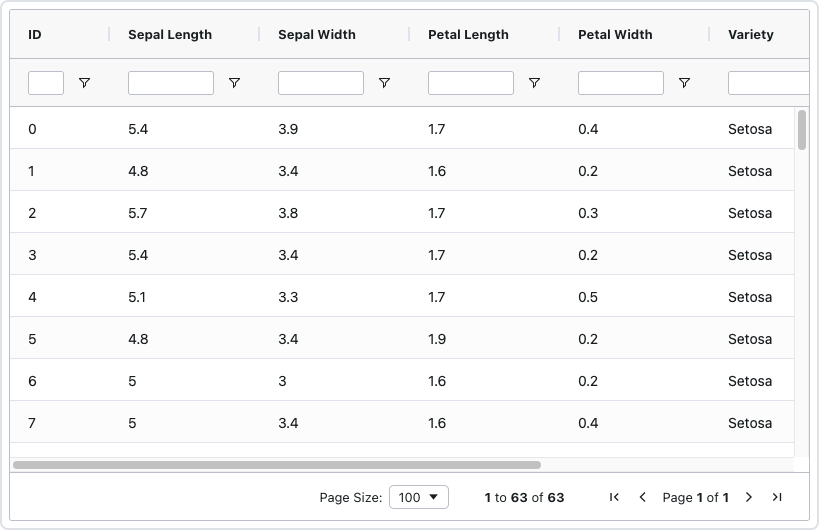 ID Sepal Length Sepal Width Petal Length Petal Width Variety
0 5.4 3.9 1.7 0.4 Setosa
1 4.8 3.4 1.6 0.2 Setosa
2 5.7 3.8 1.7 0.3 Setosa
3 5.4 3.4 1.7 0.2 Setosa
4 5.1 3.3 1.7 0.5 Setosa
5 4.8 3.4 1.9 0.2 Setosa
6 5 3 1.6 0.2 Setosa
7 5 3.4 1.6 0.4 Setosa
Page Size: 100 1 to 63 of 63 Page 1 of 1